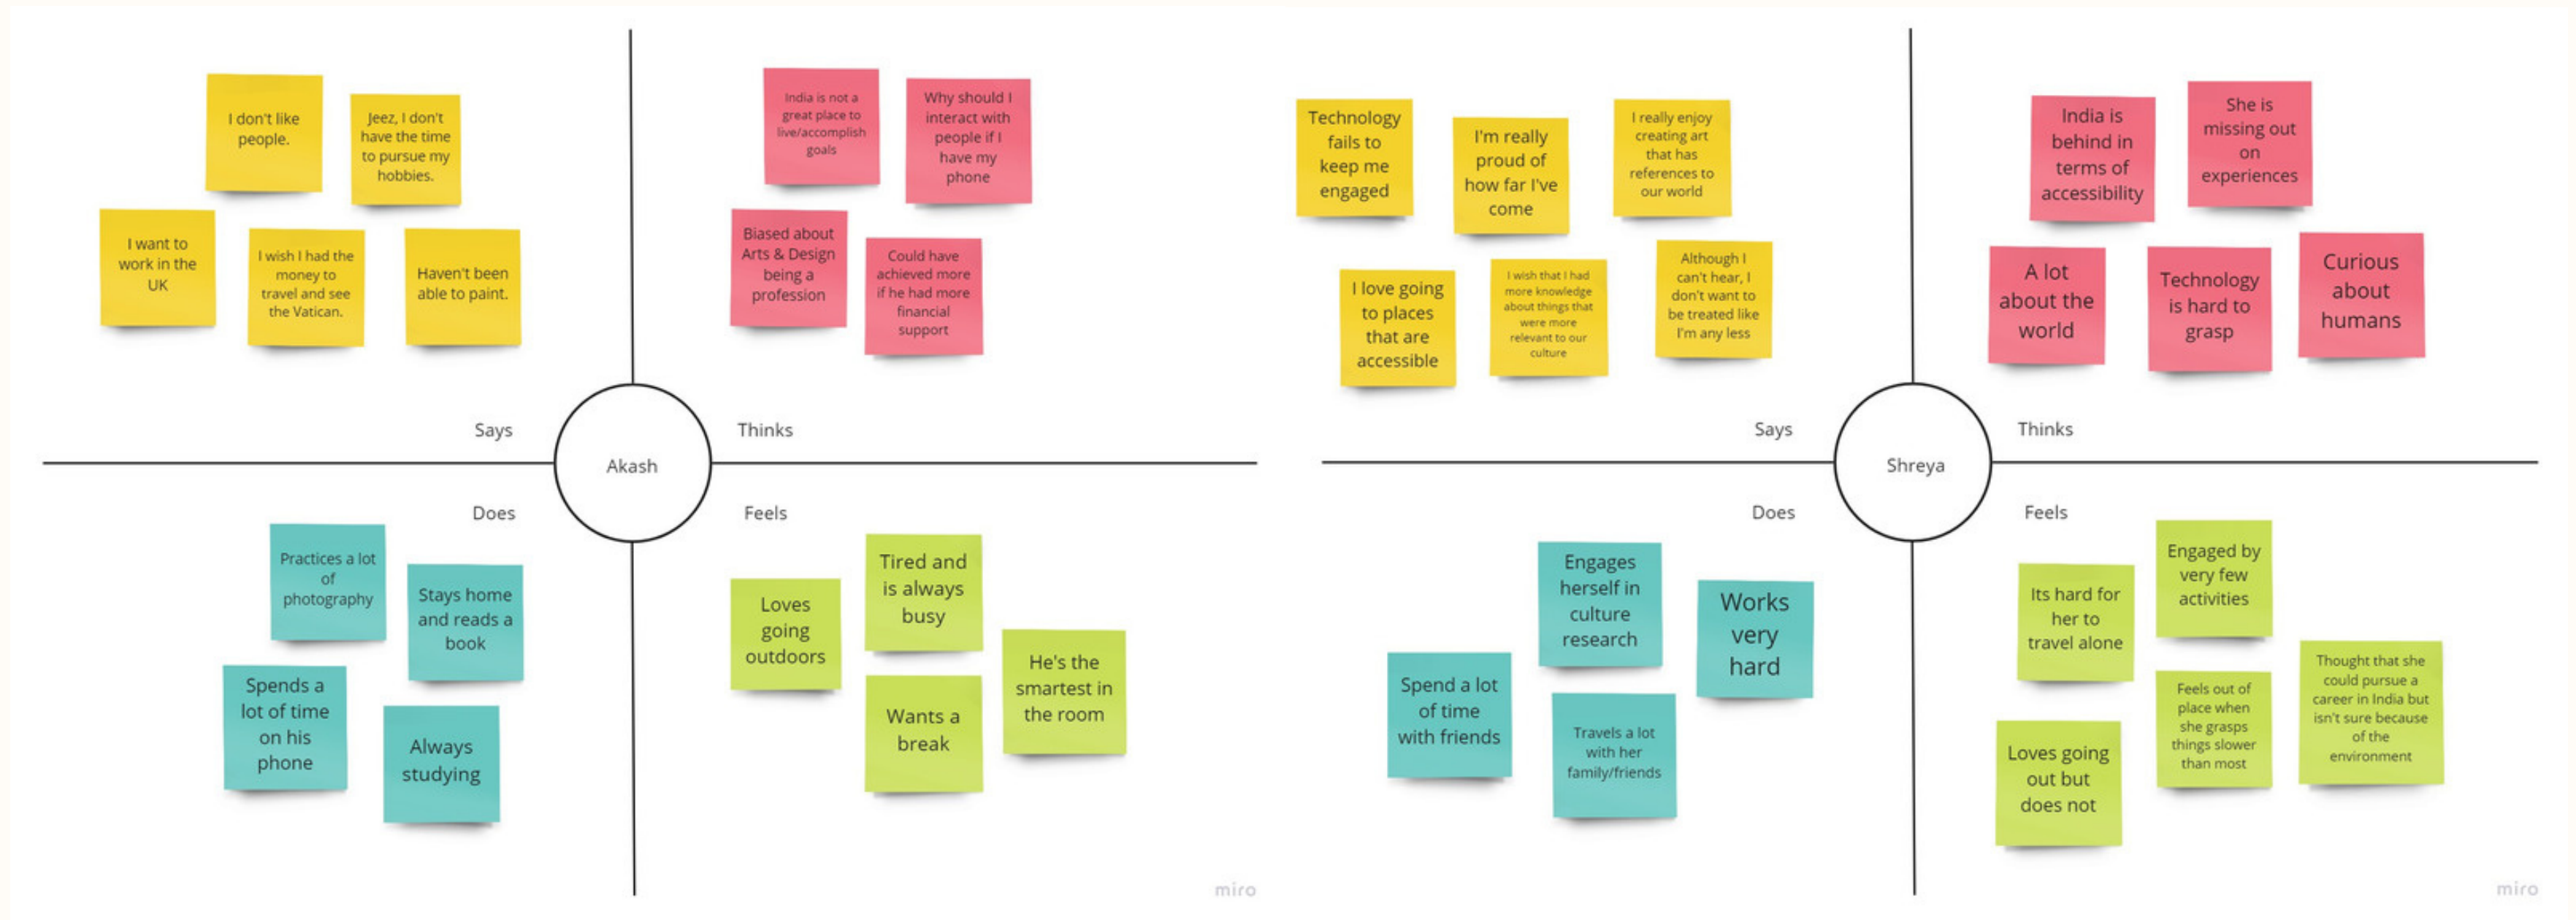 I don't like
people.
Jeez, I don't
have the time
to pursue my
hobbies.
I want to
work in the
UK
I wish I had the
money to
travel and see
the Vatican.
Haven't been
able to paint.
Says
India is not a
great place to
live/accomplish
goals
Why should I
interact with
people if I
have my
phone
Biased about
Arts & Design
being a
profession
Could have
achieved more
if he had more
financial
support
Thinks
Akash
Does
Practices a lot
of
photography
Stays home
and reads a
book
Spends a
lot of time
on his
phone
Always
studying
Feels
Loves
going
outdoors
Tired and
is always
busy
He's the
smartest in
the room
Wants a
break
miro
Technology
fails to
keep me
engaged
I'm really
proud of
how far I've
come
I really enjoy
creating art
that has
references to
our world
I love going
to places
that are
accessible
I wish that I had
more knowledge
about things that
were more
relevant to our
culture
Although I
can't hear, I
don't want to
be treated like
I'm any less
Says
India is
behind in
terms of
accessibility
She is
missing out
on
experiences
A lot
about the
world
Technology
is hard to
grasp
Curious
about
humans
Thinks
Shreya
Does
Engages
herself in
culture
research
Works
very
hard
Spend a lot
of time
with friends
Travels a lot
with her
family/friends
Feels
Its hard for
her to
travel alone
Engaged by
very few
activities
Loves going
out but
does not
Feels out of
place when
she grasps
things slower
than most
Thought that she
could pursue a
career in India but
isn't sure because
of the
environment
miro